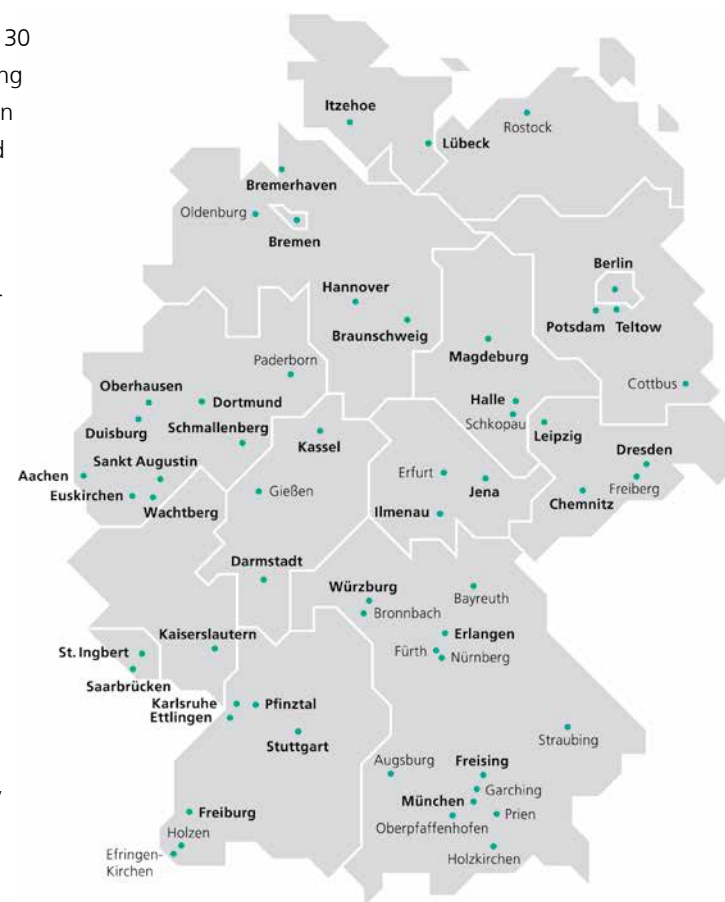 30
ng
n
d
Itzehoe
Rostock
Lübeck
Bremerhaven
Oldenburg
Bremen
Berlin
Hannover
Potsdam
Teltow
Braunschweig
Magdeburg
Paderborn
Cottbus
Oberhausen
Dortmund
Halle
Schkopau
Duisburg
Schmallenberg
Kassel
Leipzig
Dresden
Sankt Augustin
Aachen
Erfurt
Freiberg
Euskirchen
Gießen
Jena
Chemnitz
Wachtberg
Ilmenau
Darmstadt
Würzburg
Bayreuth
Bronnbach
Kaiserslautern
Erlangen
St. Ingbert
Fürth
Nürnberg
Saarbrücken
Karlsruhe
Pfinztal
Ettlingen
Stuttgart
Straubing
Augsburg
Freising
Garching
München
Freiburg
Prien
Oberpfaffenhofen
Holzen
Holzkirchen
Efringen-
Kirchen